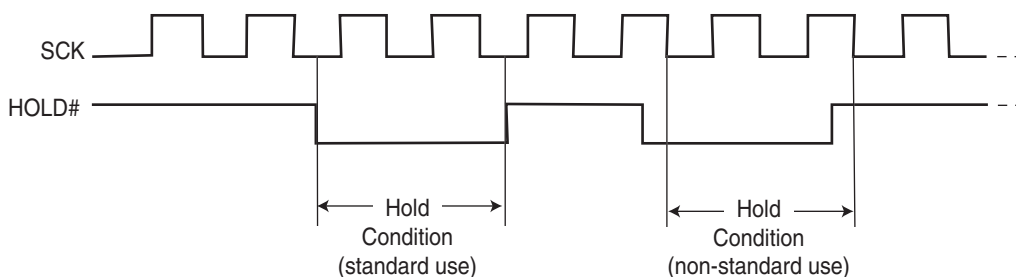 SCK
HOLD#
Hold
Condition
(standard use)
Hold
Condition
(non-standard use)